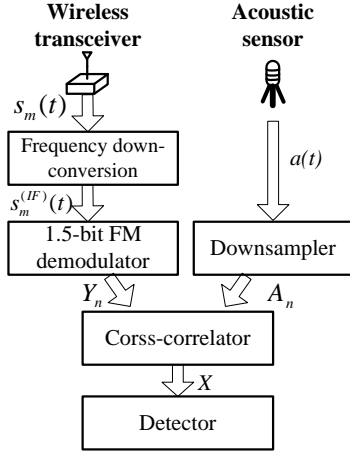 Wireless transceiver
Acoustic sensor
s_m(t)
a(t)
Frequency down-
conversion
s_m^{(IF)}(t)
1.5-bit FM
demodulator
Downsampler
Y_n
A_n
Corss-correlator
X
Detector